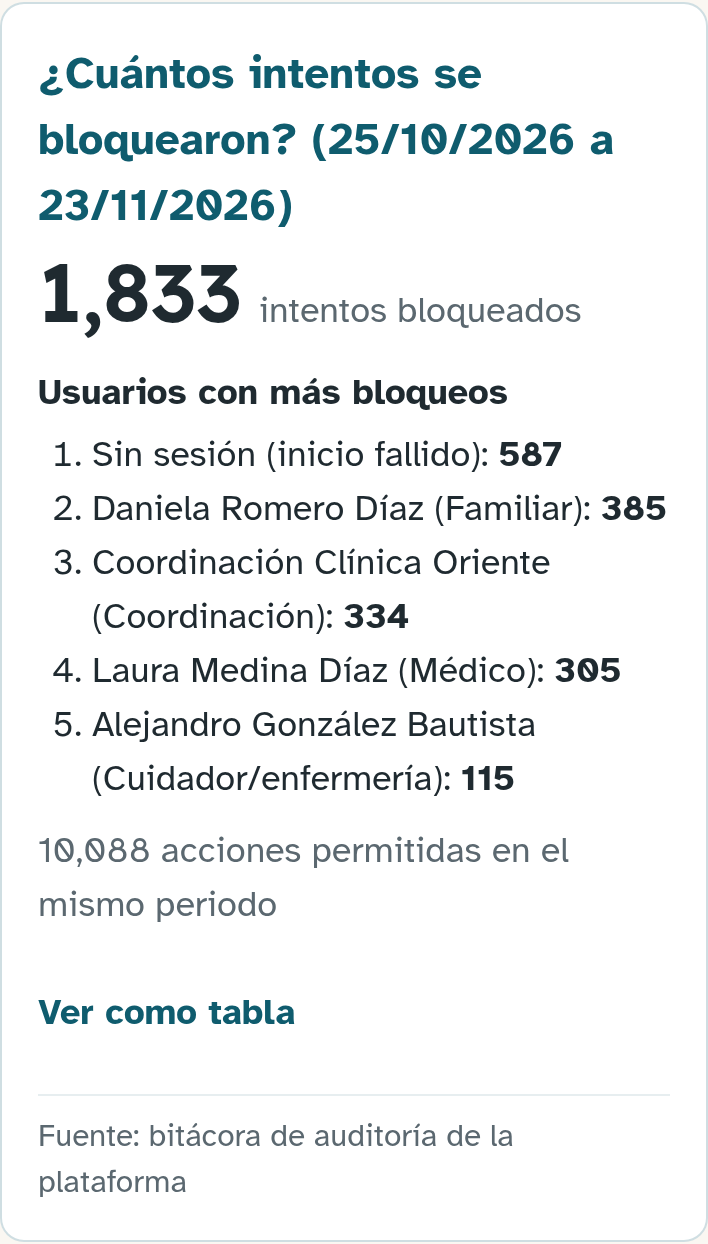 ¿Cuántos intentos se
bloquearon? (25/10/2026 a
23/11/2026)
1,833 intentos bloqueados
Usuarios con más bloqueos
1. Sin sesión (inicio fallido): 587
2. Daniela Romero Díaz (Familiar): 385
3. Coordinación Clínica Oriente
(Coordinación): 334
4. Laura Medina Díaz (Médico): 305
5. Alejandro González Bautista
(Cuidador/enfermería): 115
10,088 acciones permitidas en el
mismo periodo
Ver como tabla
Fuente: bitácora de auditoría de la
plataforma